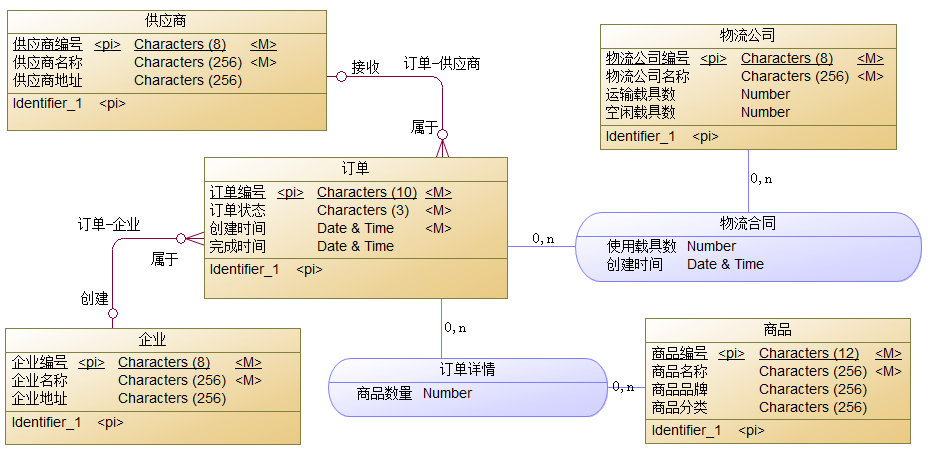 供应商
供应商编号 <pi> Characters (8) <M>
供应商名称 Characters (256) <M>
供应商地址 Characters (256)
Identifier_1 <pi>
接收
订单-供应商
属于
物流公司
物流公司编号 <pi> Characters (8) <M>
物流公司名称 Characters (256) <M>
运输载具数 Number
空闲载具数 Number
Identifier_1 <pi>
0,n
订单
订单编号 <pi> Characters (10) <M>
订单状态 Characters (3) <M>
创建时间 Date & Time <M>
完成时间 Date & Time
Identifier_1 <pi>
订单-企业
属于
创建
0,n
物流合同
使用载具数 Number
创建时间 Date & Time
0,n
企业
企业编号 <pi> Characters (8) <M>
企业名称 Characters (256) <M>
企业地址 Characters (256)
Identifier_1 <pi>
订单详情
商品数量 Number
0,n
商品
商品编号 <pi> Characters (12) <M>
商品名称 Characters (256) <M>
商品品牌 Characters (256)
商品分类 Characters (256)
Identifier_1 <pi>